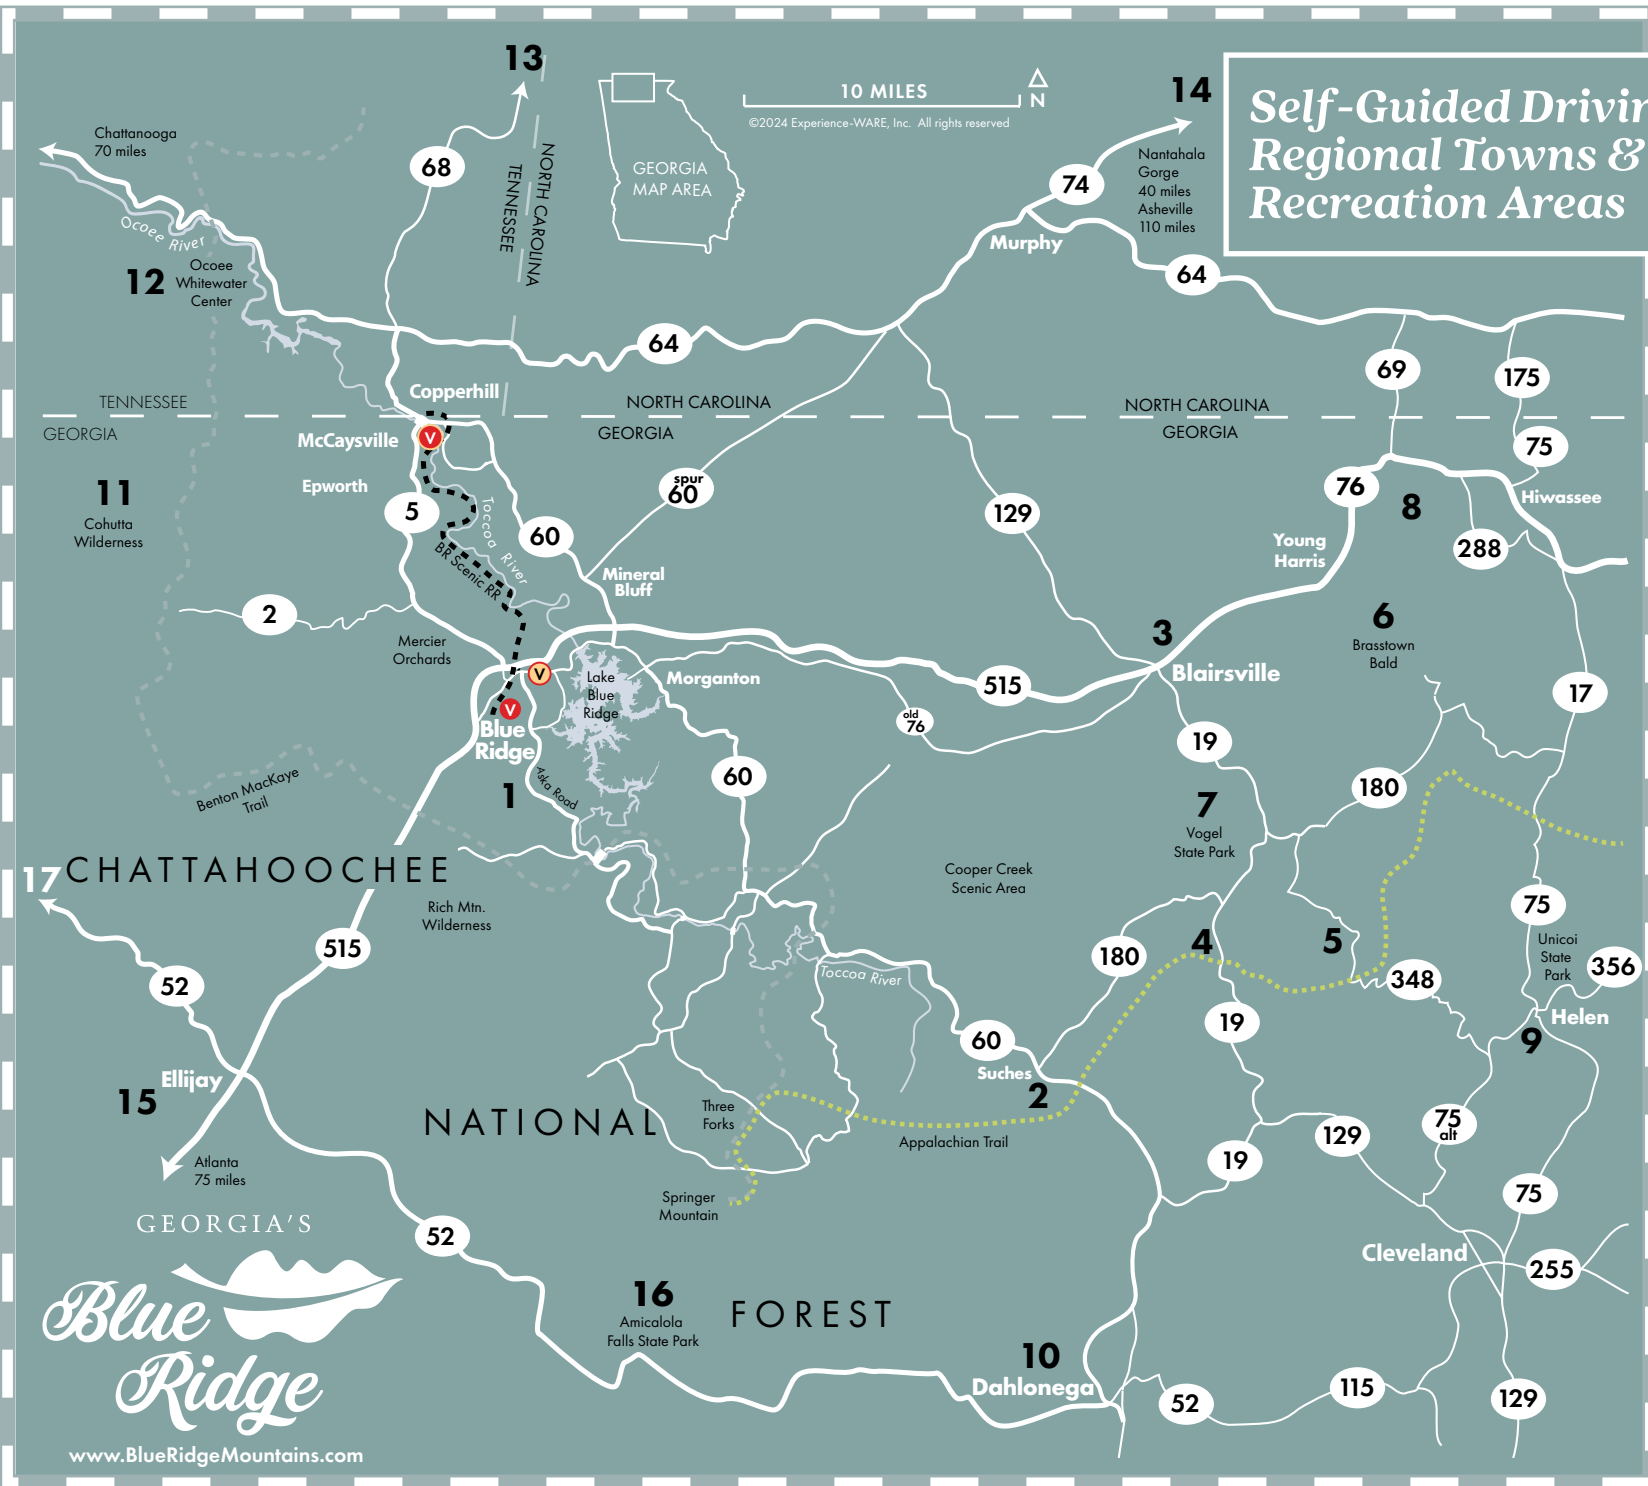 13
14
10 MILES
N
©2024 Experience-WARE, Inc. All rights reserved
Self-Guided Drivin
Regional Towns &
Recreation Areas
Chattanooga
70 miles
68
NORTH CAROLINA
TENNESSEE
GEORGIA
MAP AREA
74
Nantahala
Gorge
40 miles
Asheville
110 miles
Murphy
Ocoee River
12
Ocoee
Whitewater
Center
64
64
69
175
Copperhill
TENNESSEE
GEORGIA
NORTH CAROLINA
GEORGIA
NORTH CAROLINA
GEORGIA
McCaysville
V
75
Epworth
11
Cohutta
Wilderness
5
Toccoa River
BR Scenic RR
60
spur
60
129
76
8
Hiwassee
288
Young
Harris
Mineral
Bluff
2
6
Brasstown
Bald
3
Blairsville
Mercier
Orchards
V
V
Blue
Ridge
Lake
Blue
Ridge
Morganton
515
old
76
17
19
60
1
Aska Road
Benton MacKaye
Trail
180
7
Vogel
State Park
17
CHATTAHOOCHEE
Cooper Creek
Scenic Area
Rich Mtn.
Wilderness
515
52
180
4
5
348
75
Unicoi
State
Park
356
Helen
9
Toccoa River
60
Suches
2
19
Ellijay
15
NATIONAL
Three
Forks
Appalachian Trail
129
75
alt
19
Atlanta
75 miles
Springer
Mountain
75
GEORGIA'S
Blue
Ridge
www.BlueRidgeMountains.com
52
Cleveland
255
16
Amicalola
Falls State Park
FOREST
10
Dahlonega
52
115
129